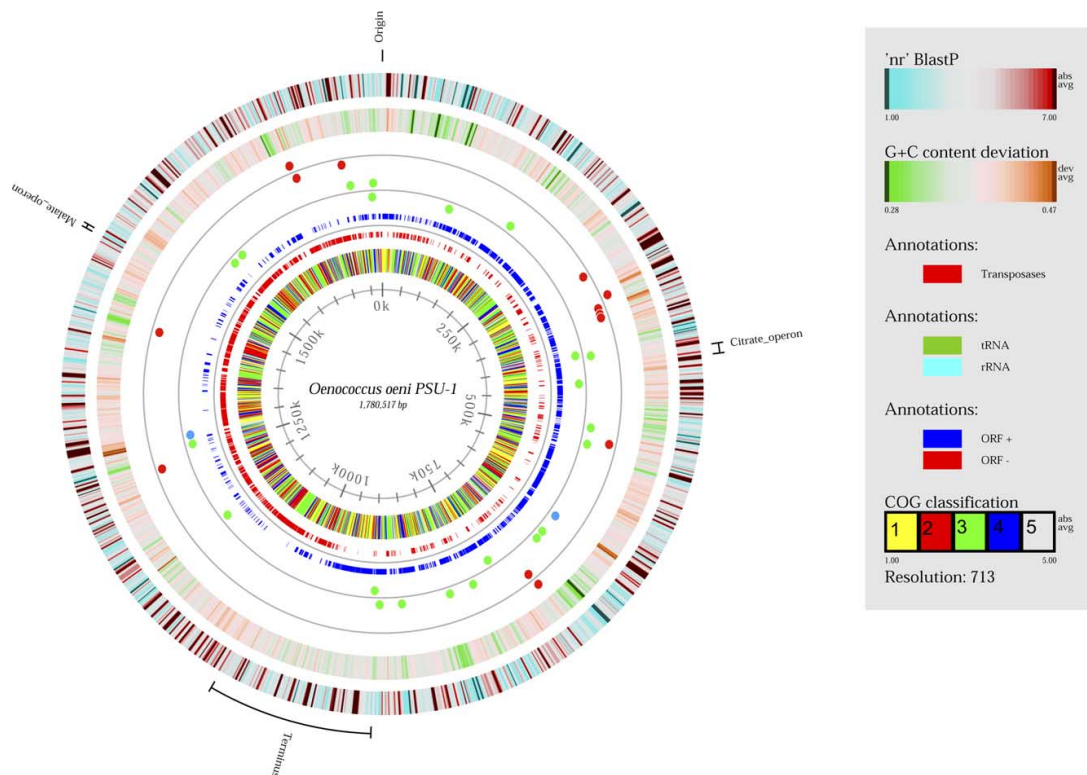 Origin
Malate_operon
Citrate_operon
Terminus
0k
250k
500k
750k
1000k
1250k
1500k
Oenococcus oeni PSU-1
1,780,517 bp
'nr' BlastP
abs
avg
1.00 7.00
G+C content deviation
dev
avg
0.28 0.47
Annotations:
Transposases
Annotations:
tRNA
rRNA
Annotations:
ORF +
ORF -
COG classification
1 2 3 4 5
abs
avg
1.00 5.00
Resolution: 713